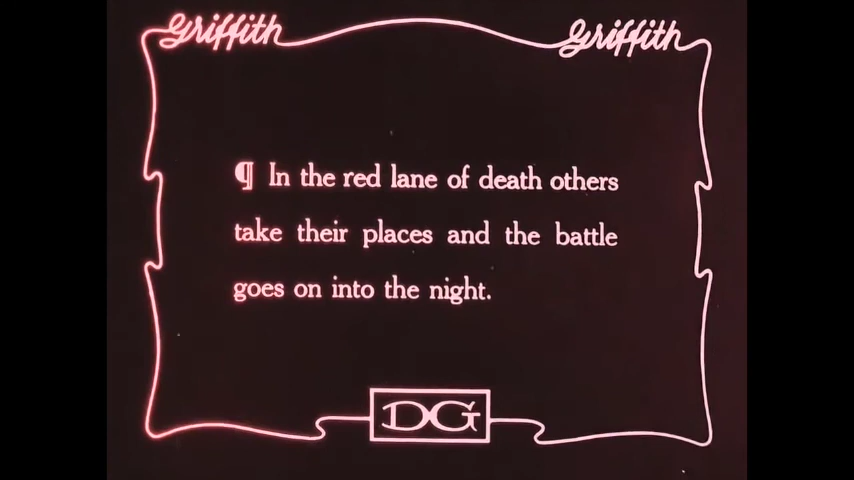 Griffith Griffith
¶ In the red lane of death others
take their places and the battle
goes on into the night.
DG